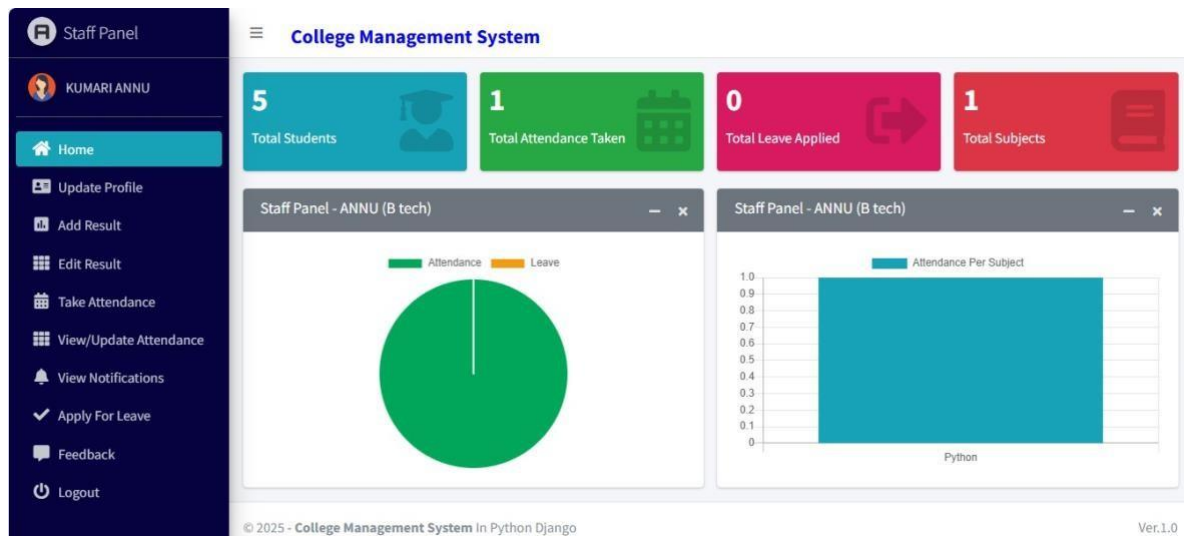 Staff Panel
KUMARI ANNU
Home
Update Profile
Add Result
Edit Result
Take Attendance
View/Update Attendance
View Notifications
Apply For Leave
Feedback
Logout
College Management System
5
Total Students
1
Total Attendance Taken
0
Total Leave Applied
1
Total Subjects
Staff Panel - ANNU (B tech)
Attendance Leave
Staff Panel - ANNU (B tech)
Attendance Per Subject
1.0
0.9
0.8
0.7
0.6
0.5
0.4
0.3
0.2
0.1
0
Python
© 2025 - College Management System In Python Django
Ver.1.0